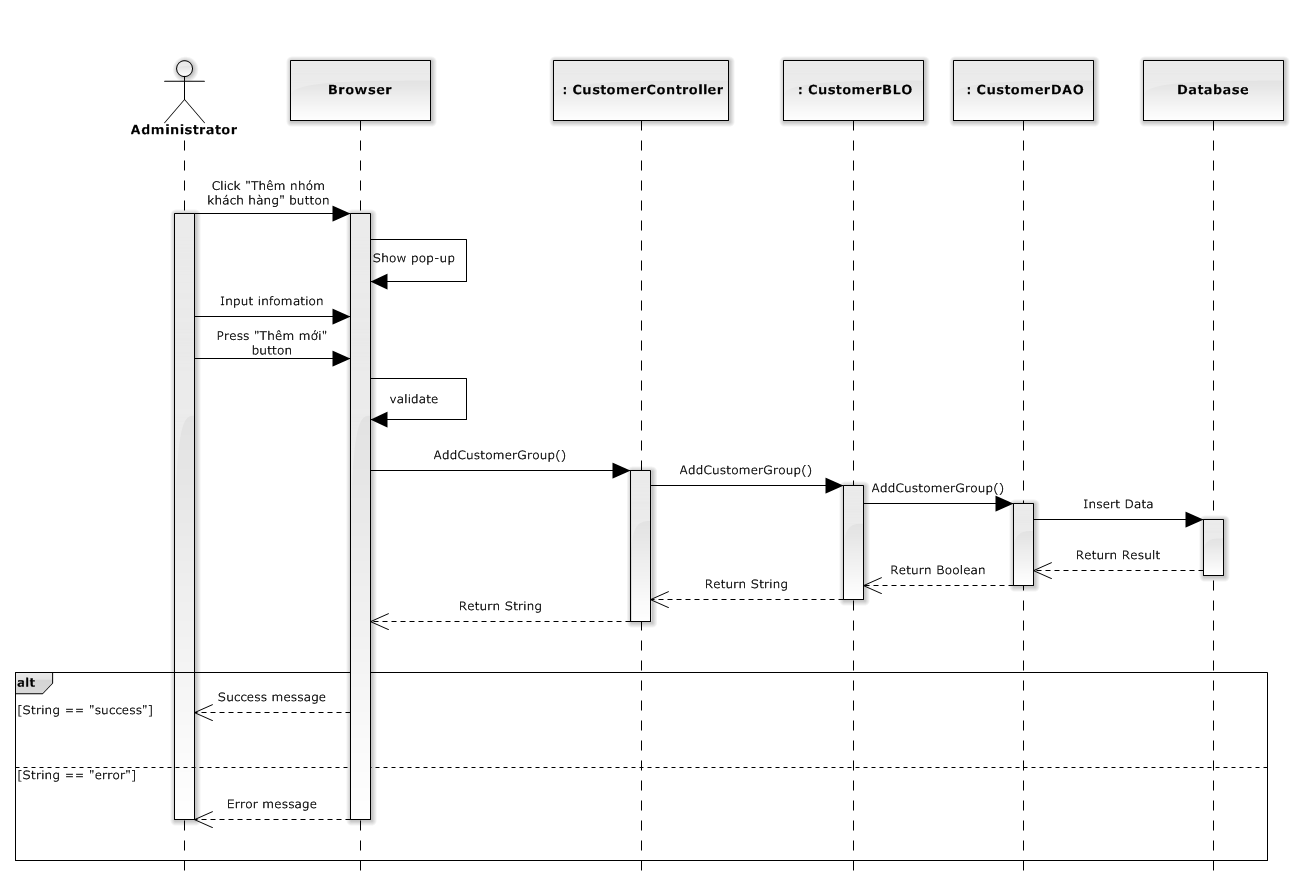 Administrator
Browser
: CustomerController
: CustomerBLO
: CustomerDAO
Database
Click "Thêm nhóm
khách hàng" button
Show pop-up
Input infomation
Press "Thêm mới"
button
validate
AddCustomerGroup()
AddCustomerGroup()
AddCustomerGroup()
Insert Data
Return Result
Return Boolean
Return String
Return String
alt
Success message
[String == "success"]
[String == "error"]
Error message